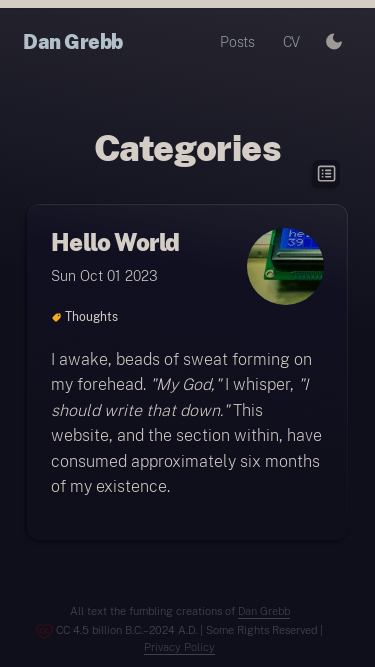 Dan Grebb
Posts
CV
Categories
Hello World
Sun Oct 01 2023
Thoughts
I awake, beads of sweat forming on
my forehead. "My God," I whisper, "I
should write that down." This
website, and the section within, have
consumed approximately six months
of my existence.
All text the fumbling creations of Dan Grebb
CC 4.5 billion B.C.–2024 A.D. | Some Rights Reserved |
Privacy Policy